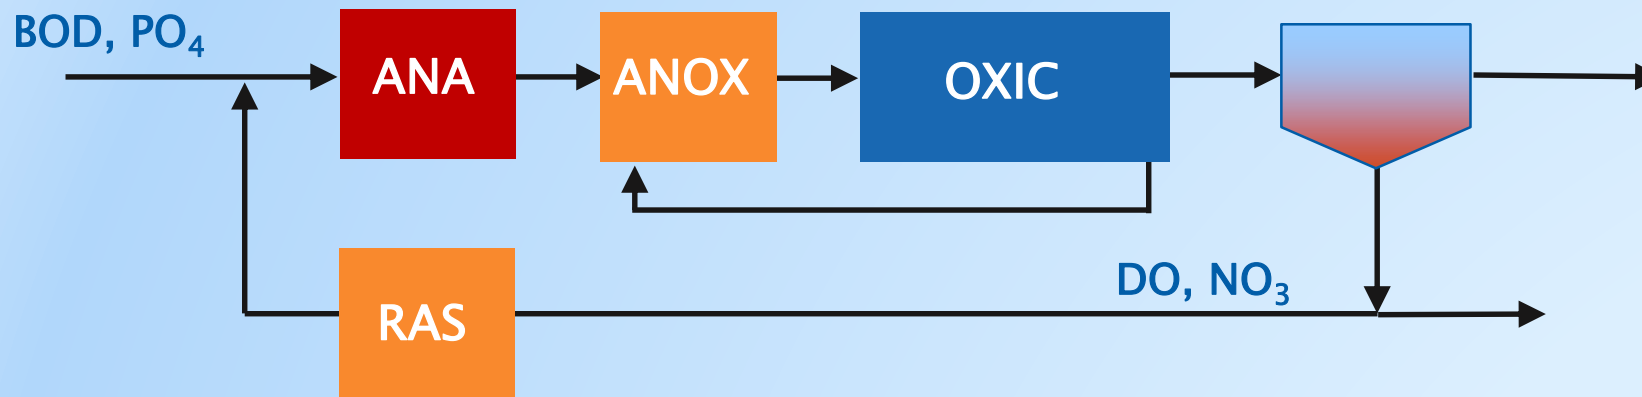 BOD, PO₄
ANA
ANOX
OXIC
DO, NO₃
RAS